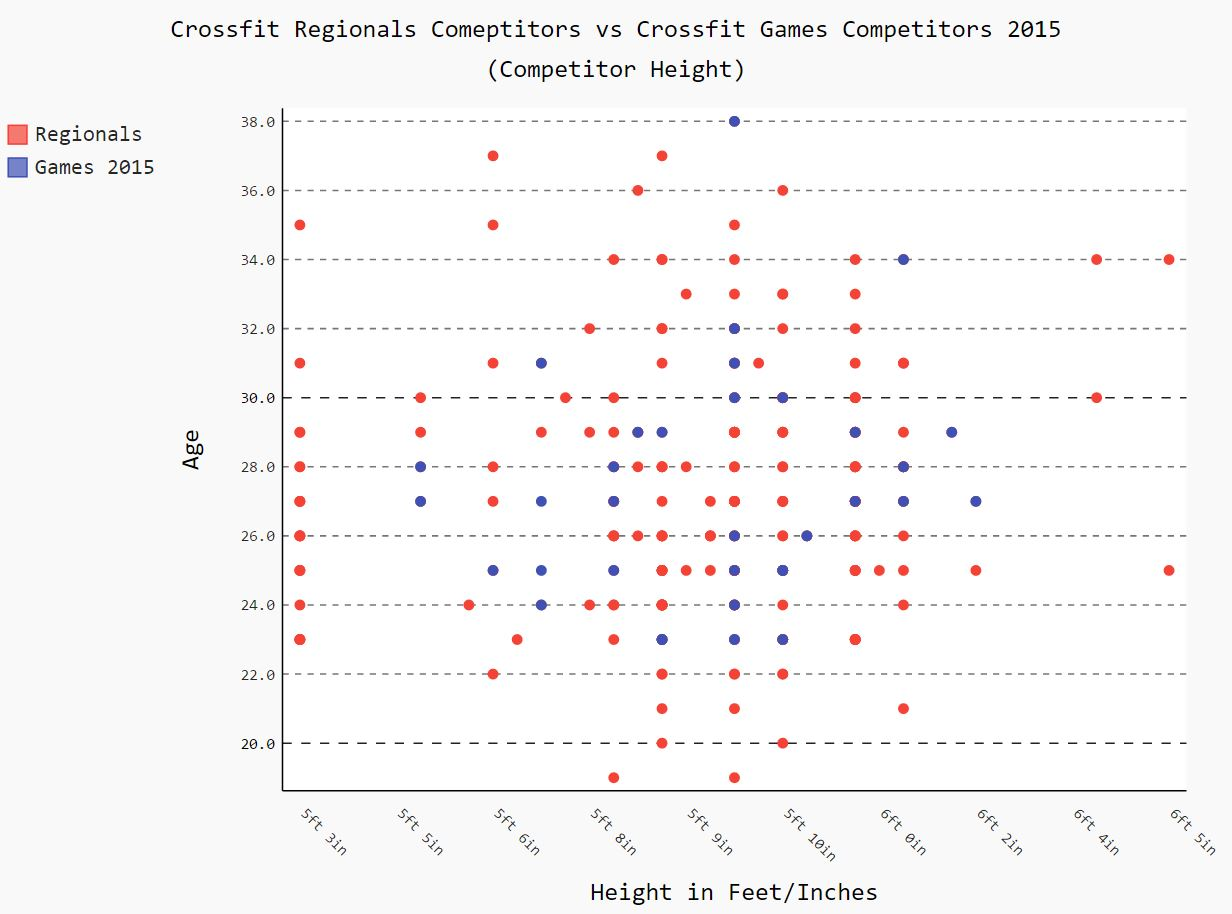 Crossfit Regionals Comeptitors vs Crossfit Games Competitors 2015
(Competitor Height)
Regionals
Games 2015
38.0
36.0
34.0
32.0
30.0
28.0
26.0
24.0
22.0
20.0
Age
5ft 3in
5ft 5in
5ft 6in
5ft 8in
5ft 9in
5ft 10in
6ft 0in
6ft 2in
6ft 4in
6ft 5in
Height in Feet/Inches